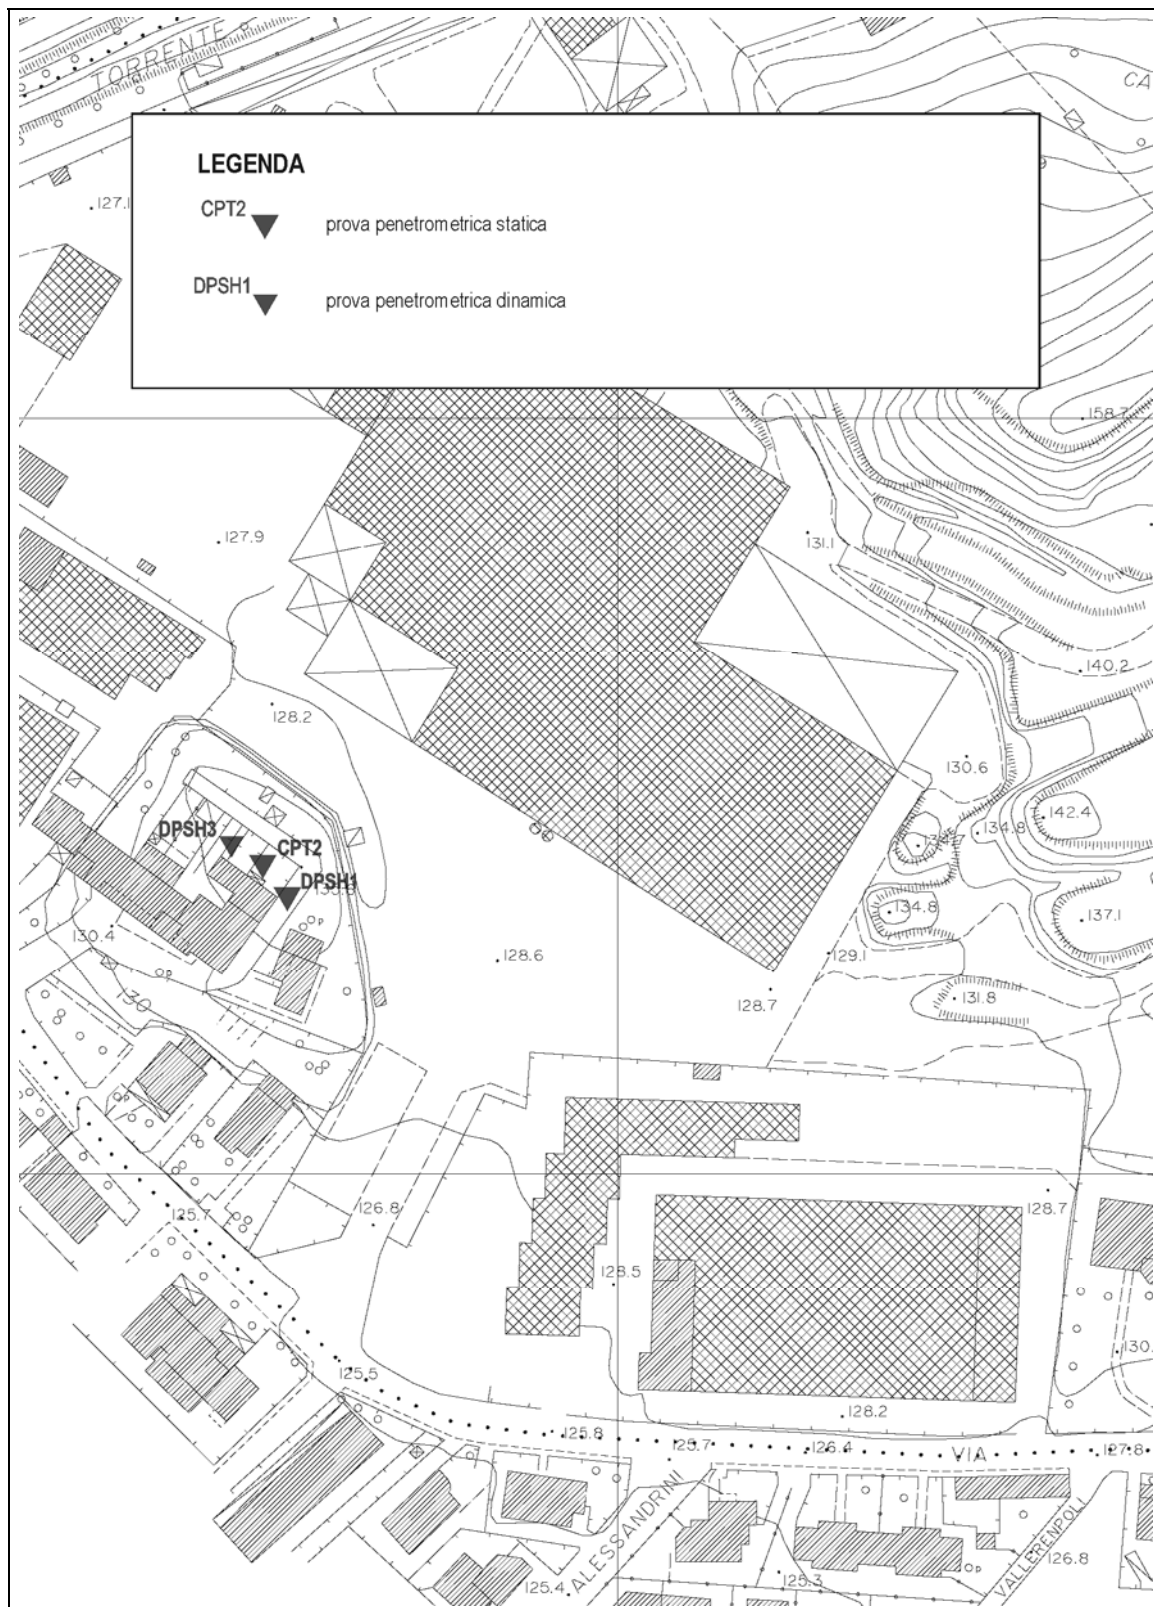 TORRENTE
CA
127.1
LEGENDA
CPT2
prova penetrometrica statica
DPSH1
prova penetrometrica dinamica
158.7
127.9
131.1
140.2
128.2
130.6
142.4
134.8
DPSH3
CPT2
DPSH1
134.8
137.1
130.4
128.6
129.1
128.7
131.8
130
126.8
125.7
128.7
128.5
130.
125.5
128.2
125.8
125.7
126.4
VIA
127.8
ALESSANDRINI
VALLERENPOLI
126.8
125.4
125.3